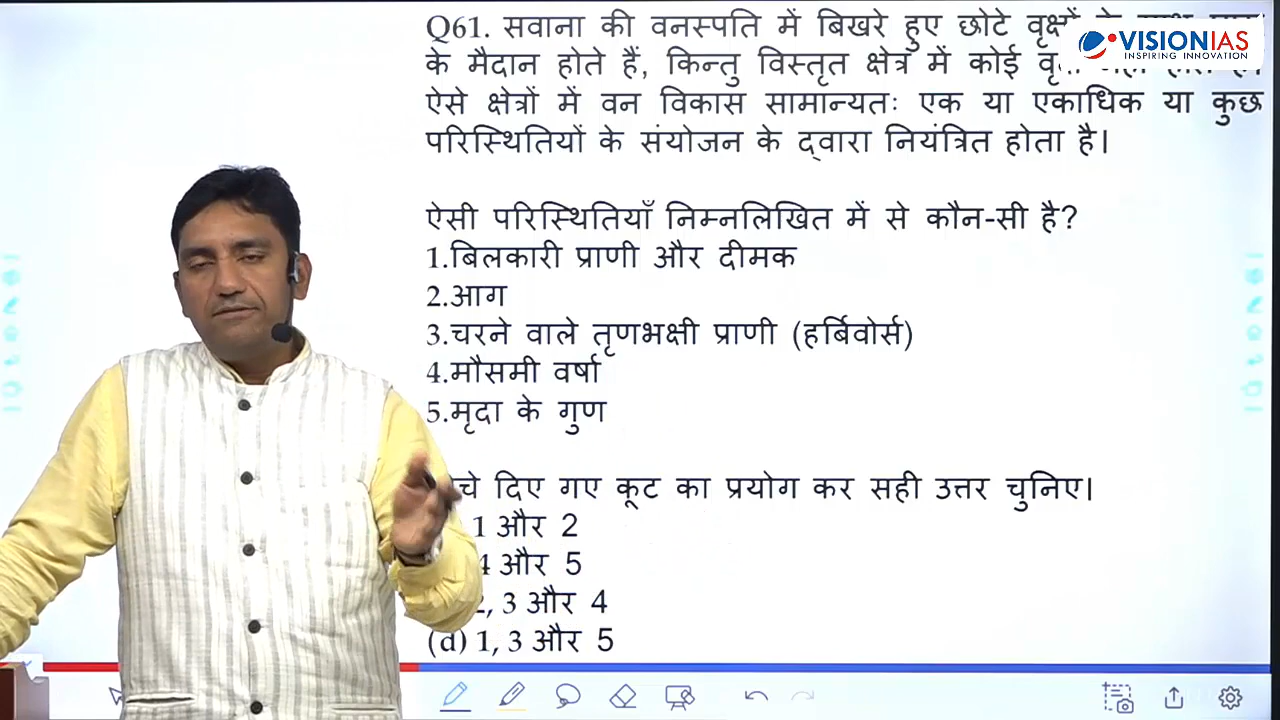 Q61. सवाना की वनस्पति में बिखरे हुए छोटे वृक्षों
VISIONIAS
INSPIRING INNOVATION
के मैदान होते हैं, किन्तु विस्तृत क्षेत्र में कोई
ऐसे क्षेत्रों में वन विकास सामान्यतः एक या एकाधिक या कुछ
परिस्थितियों के संयोजन के द्वारा नियंत्रित होता है।
ऐसी परिस्थितियाँ निम्नलिखित में से कौन-सी है?
1.बिलकारी प्राणी और दीमक
2.आग
3.चरने वाले तृणभक्षी प्राणी (हर्बिवोर्स)
4.मौसमी वर्षा
5.मृदा के गुण
दिए गए कूट का प्रयोग कर सही उत्तर चुनिए।
1 और 2
4 और 5
2, 3 और 4
(d) 1, 3 और 5